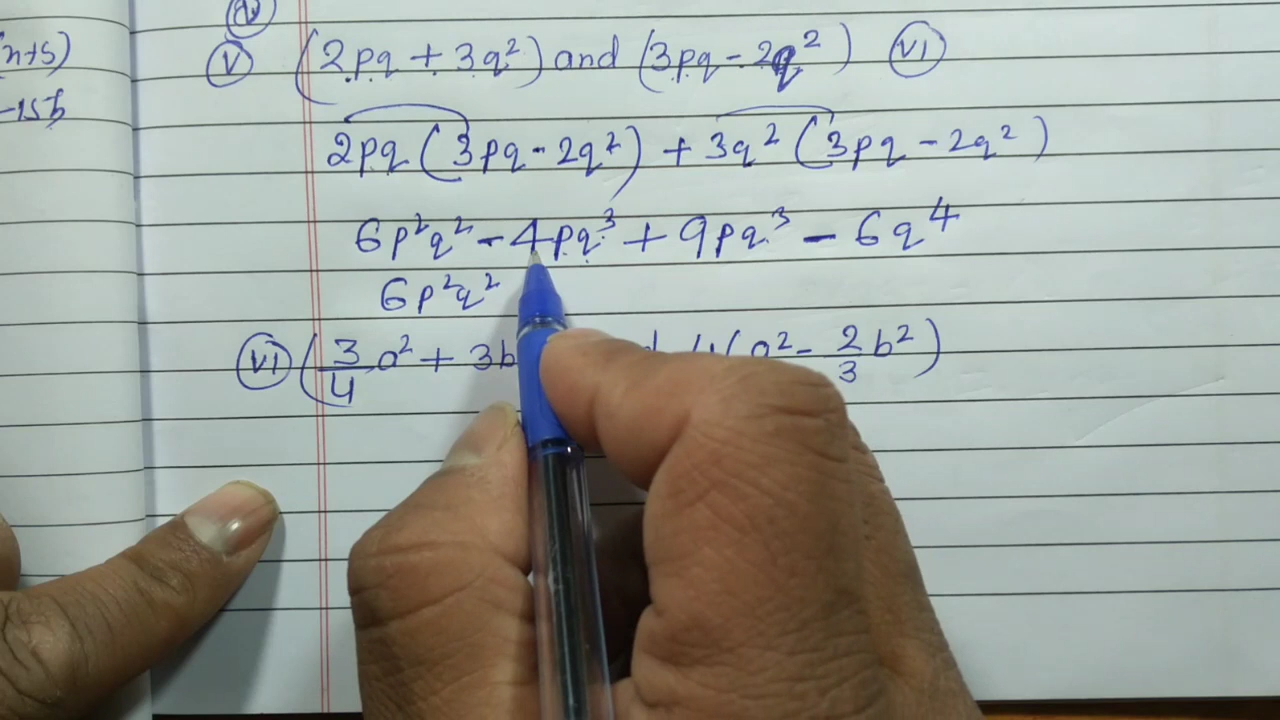 (V) (2pq + 3q²) and (3pq - 2q²) (VI)
2pq (3pq - 2q²) + 3q² (3pq - 2q²)
6p²q² - 4pq³ + 9pq³ - 6q⁴
6p²q²
(VI) (3/4 a² + 3b (a² - 2/3 b²)